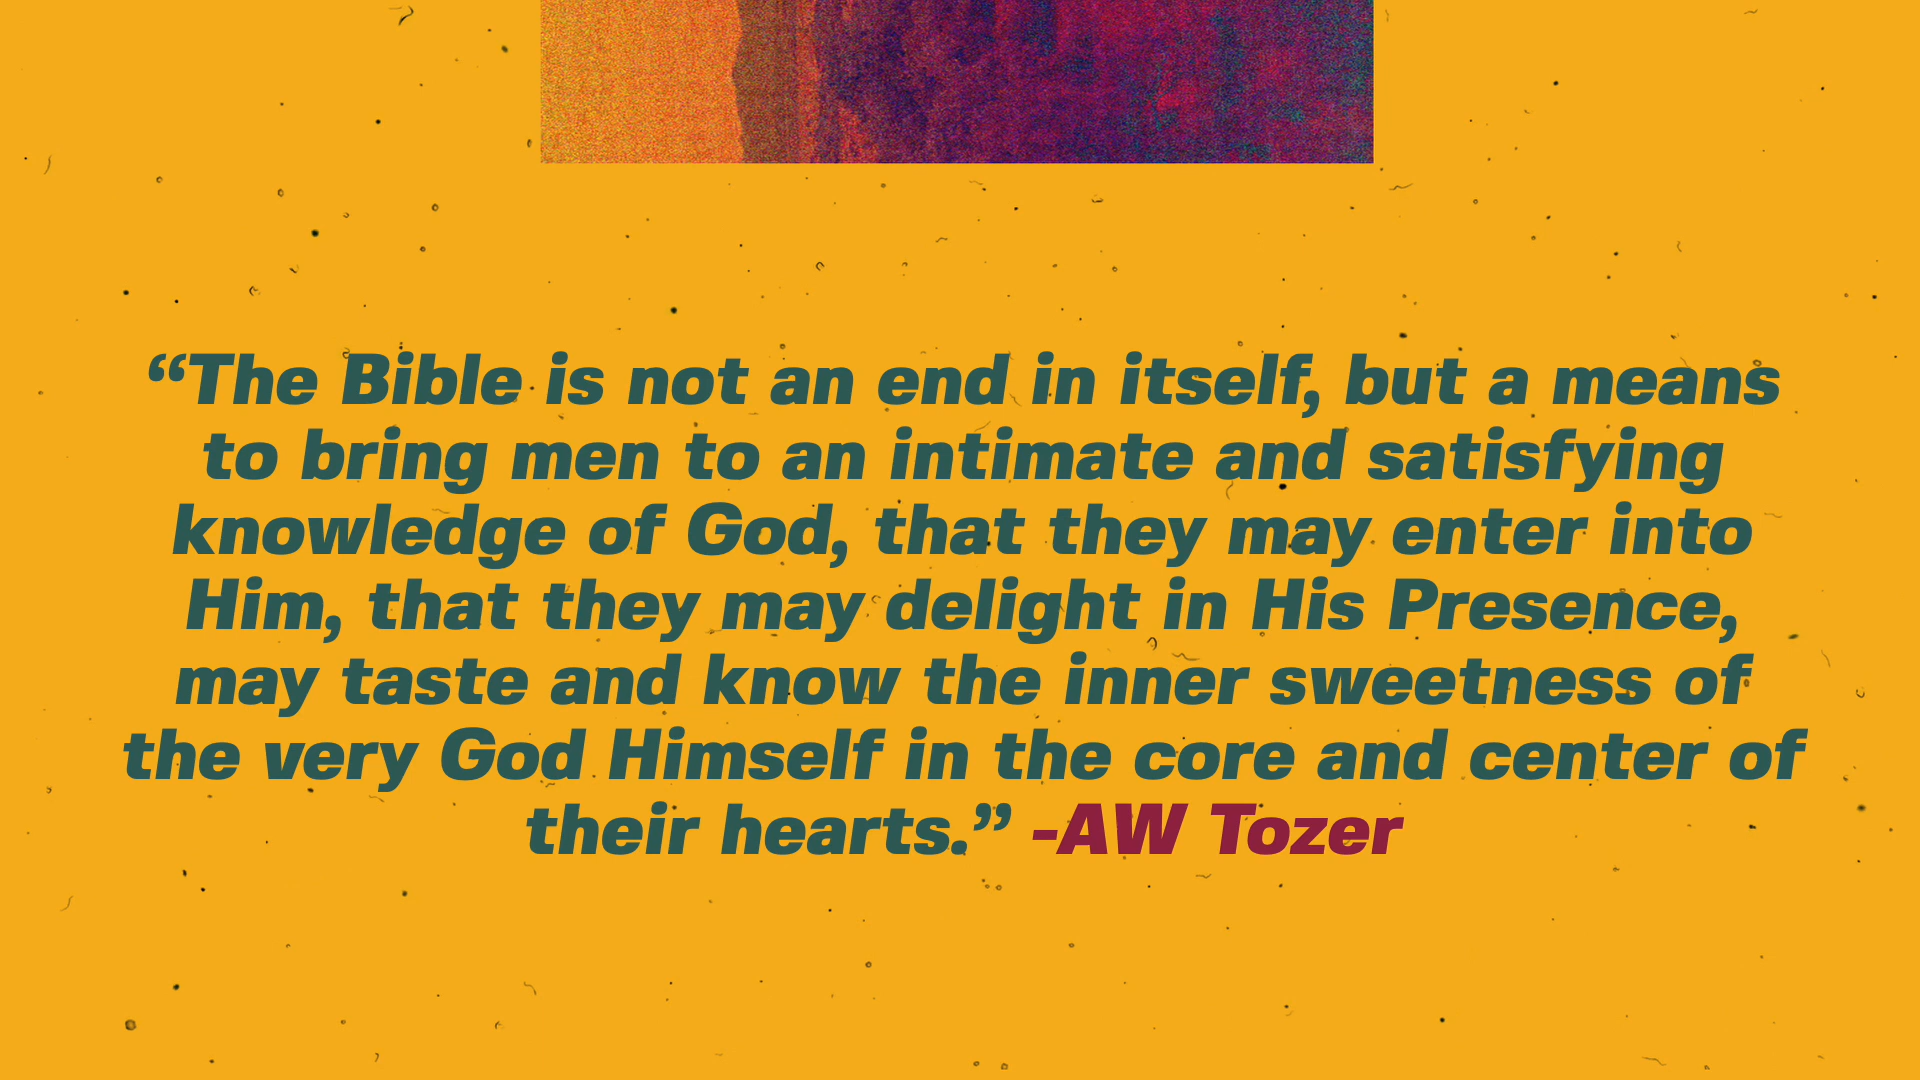 “The Bible is not an end in itself, but a means
to bring men to an intimate and satisfying
knowledge of God, that they may enter into
Him, that they may delight in His Presence,
may taste and know the inner sweetness of
the very God Himself in the core and center of
their hearts.” -AW Tozer